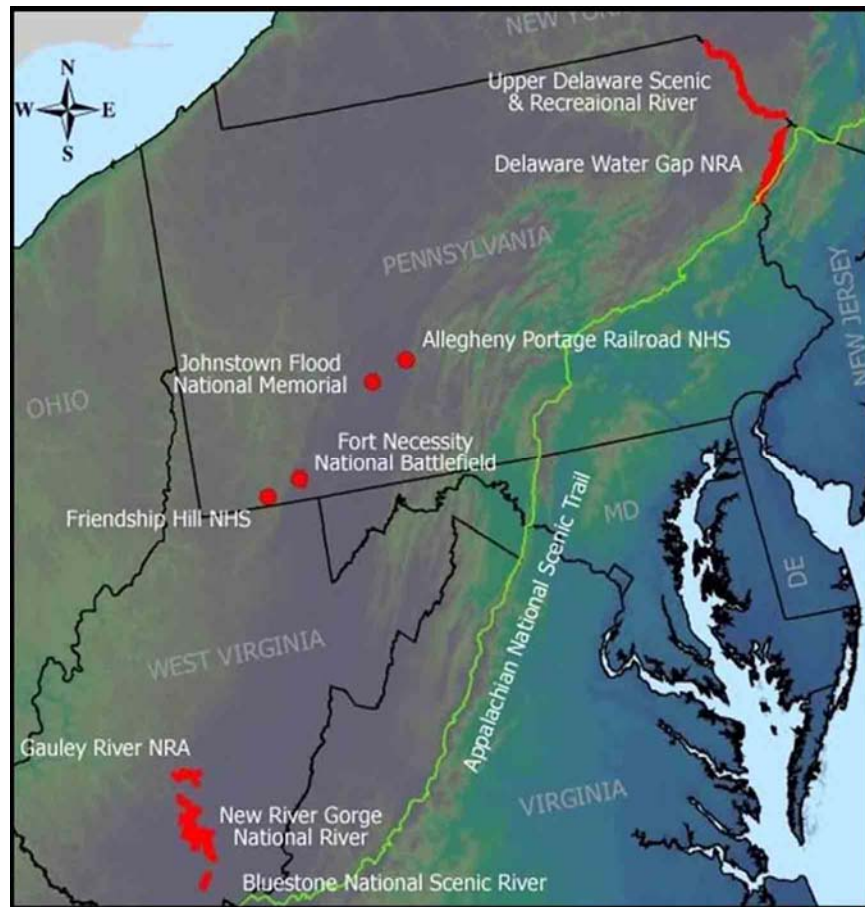 NEW YORK
N
W E
S
Upper Delaware Scenic
& Recreaional River
Delaware Water Gap NRA
PENNSYLVANIA
NEW JERSEY
Allegheny Portage Railroad NHS
Johnstown Flood
National Memorial
OHIO
Fort Necessity
National Battlefield
Friendship Hill NHS
MD
DE
Appalachian National Scenic Trail
WEST VIRGINIA
Gauley River NRA
VIRGINIA
New River Gorge
National River
Bluestone National Scenic River